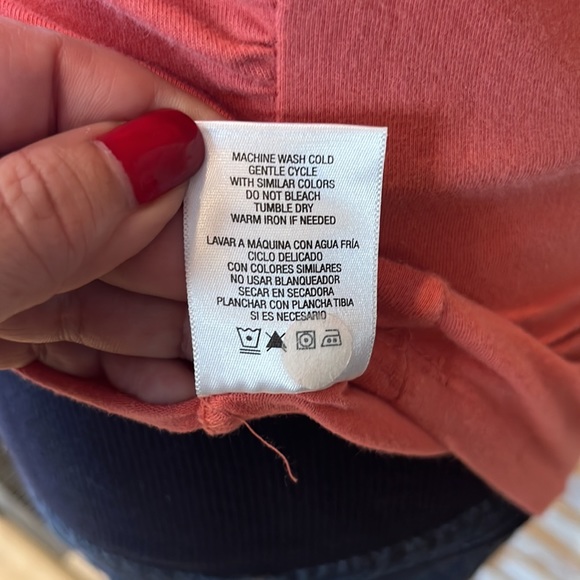 MACHINE WASH COLD
GENTLE CYCLE
WITH SIMILAR COLORS
DO NOT BLEACH
TUMBLE DRY
WARM IRON IF NEEDED
LAVAR A MÁQUINA CON AGUA FRÍA
CICLO DELICADO
CON COLORES SIMILARES
NO USAR BLANQUEADOR
SECAR EN SECADORA
PLANCHAR CON PLANCHA TIBIA
SI ES NECESARIO